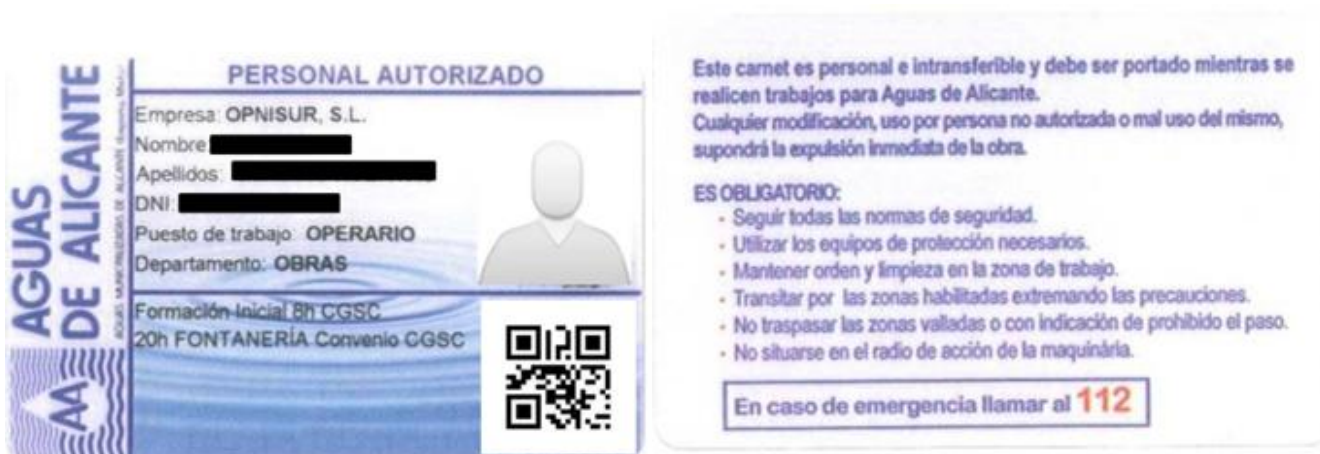 AGUAS
DE ALICANTE
AA
PERSONAL AUTORIZADO
Empresa: OPNISUR, S.L.
Nombre
Apellidos:
DNI:
Puesto de trabajo: OPERARIO
Departamento: OBRAS
Formación Inicial 8h CGSC
20h FONTANERÍA Convenio CGSC
Este carnet es personal e intransferible y debe ser portado mientras se
realicen trabajos para Aguas de Alicante.
Cualquier modificación, uso por persona no autorizada o mal uso del mismo,
supondrá la expulsión inmediata de la obra.
ES OBLIGATORIO:
- Seguir todas las normas de seguridad.
- Utilizar los equipos de protección necesarios.
- Mantener orden y limpieza en la zona de trabajo.
- Transitar por las zonas habilitadas extremando las precauciones.
- No traspasar las zonas valladas o con indicación de prohibido el paso.
- No situarse en el radio de acción de la maquinària.
En caso de emergencia llamar al 112